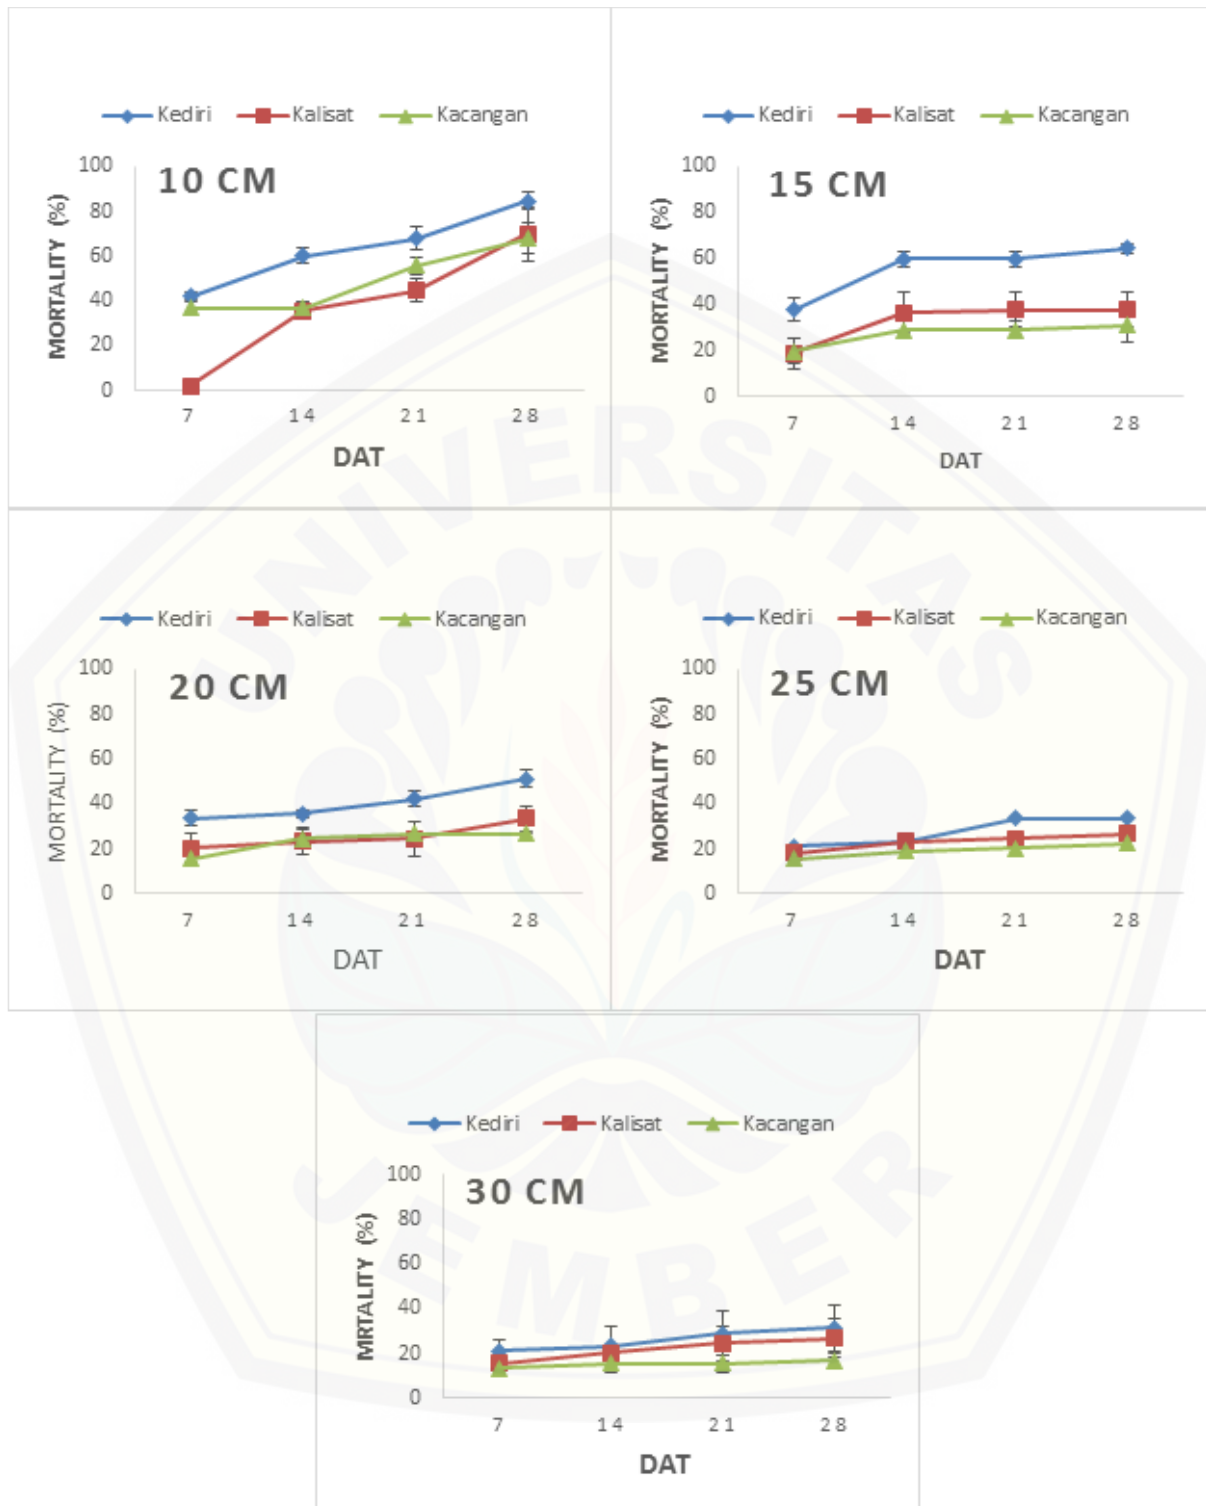 Kediri Kalisat Kacangan
10 CM
MORTALITY (%)
100
80
60
40
20
0
7 14 21 28
DAT
Kediri Kalisat Kacangan
15 CM
MORTALITY (%)
100
80
60
40
20
0
7 14 21 28
DAT
Kediri Kalisat Kacangan
20 CM
MORTALITY (%)
100
80
60
40
20
0
7 14 21 28
DAT
Kediri Kalisat Kacangan
25 CM
MORTALITY (%)
100
80
60
40
20
0
7 14 21 28
DAT
Kediri Kalisat Kacangan
30 CM
MRTALITY (%)
100
80
60
40
20
0
7 14 21 28
DAT
UNIVERSITAS
JEMBER